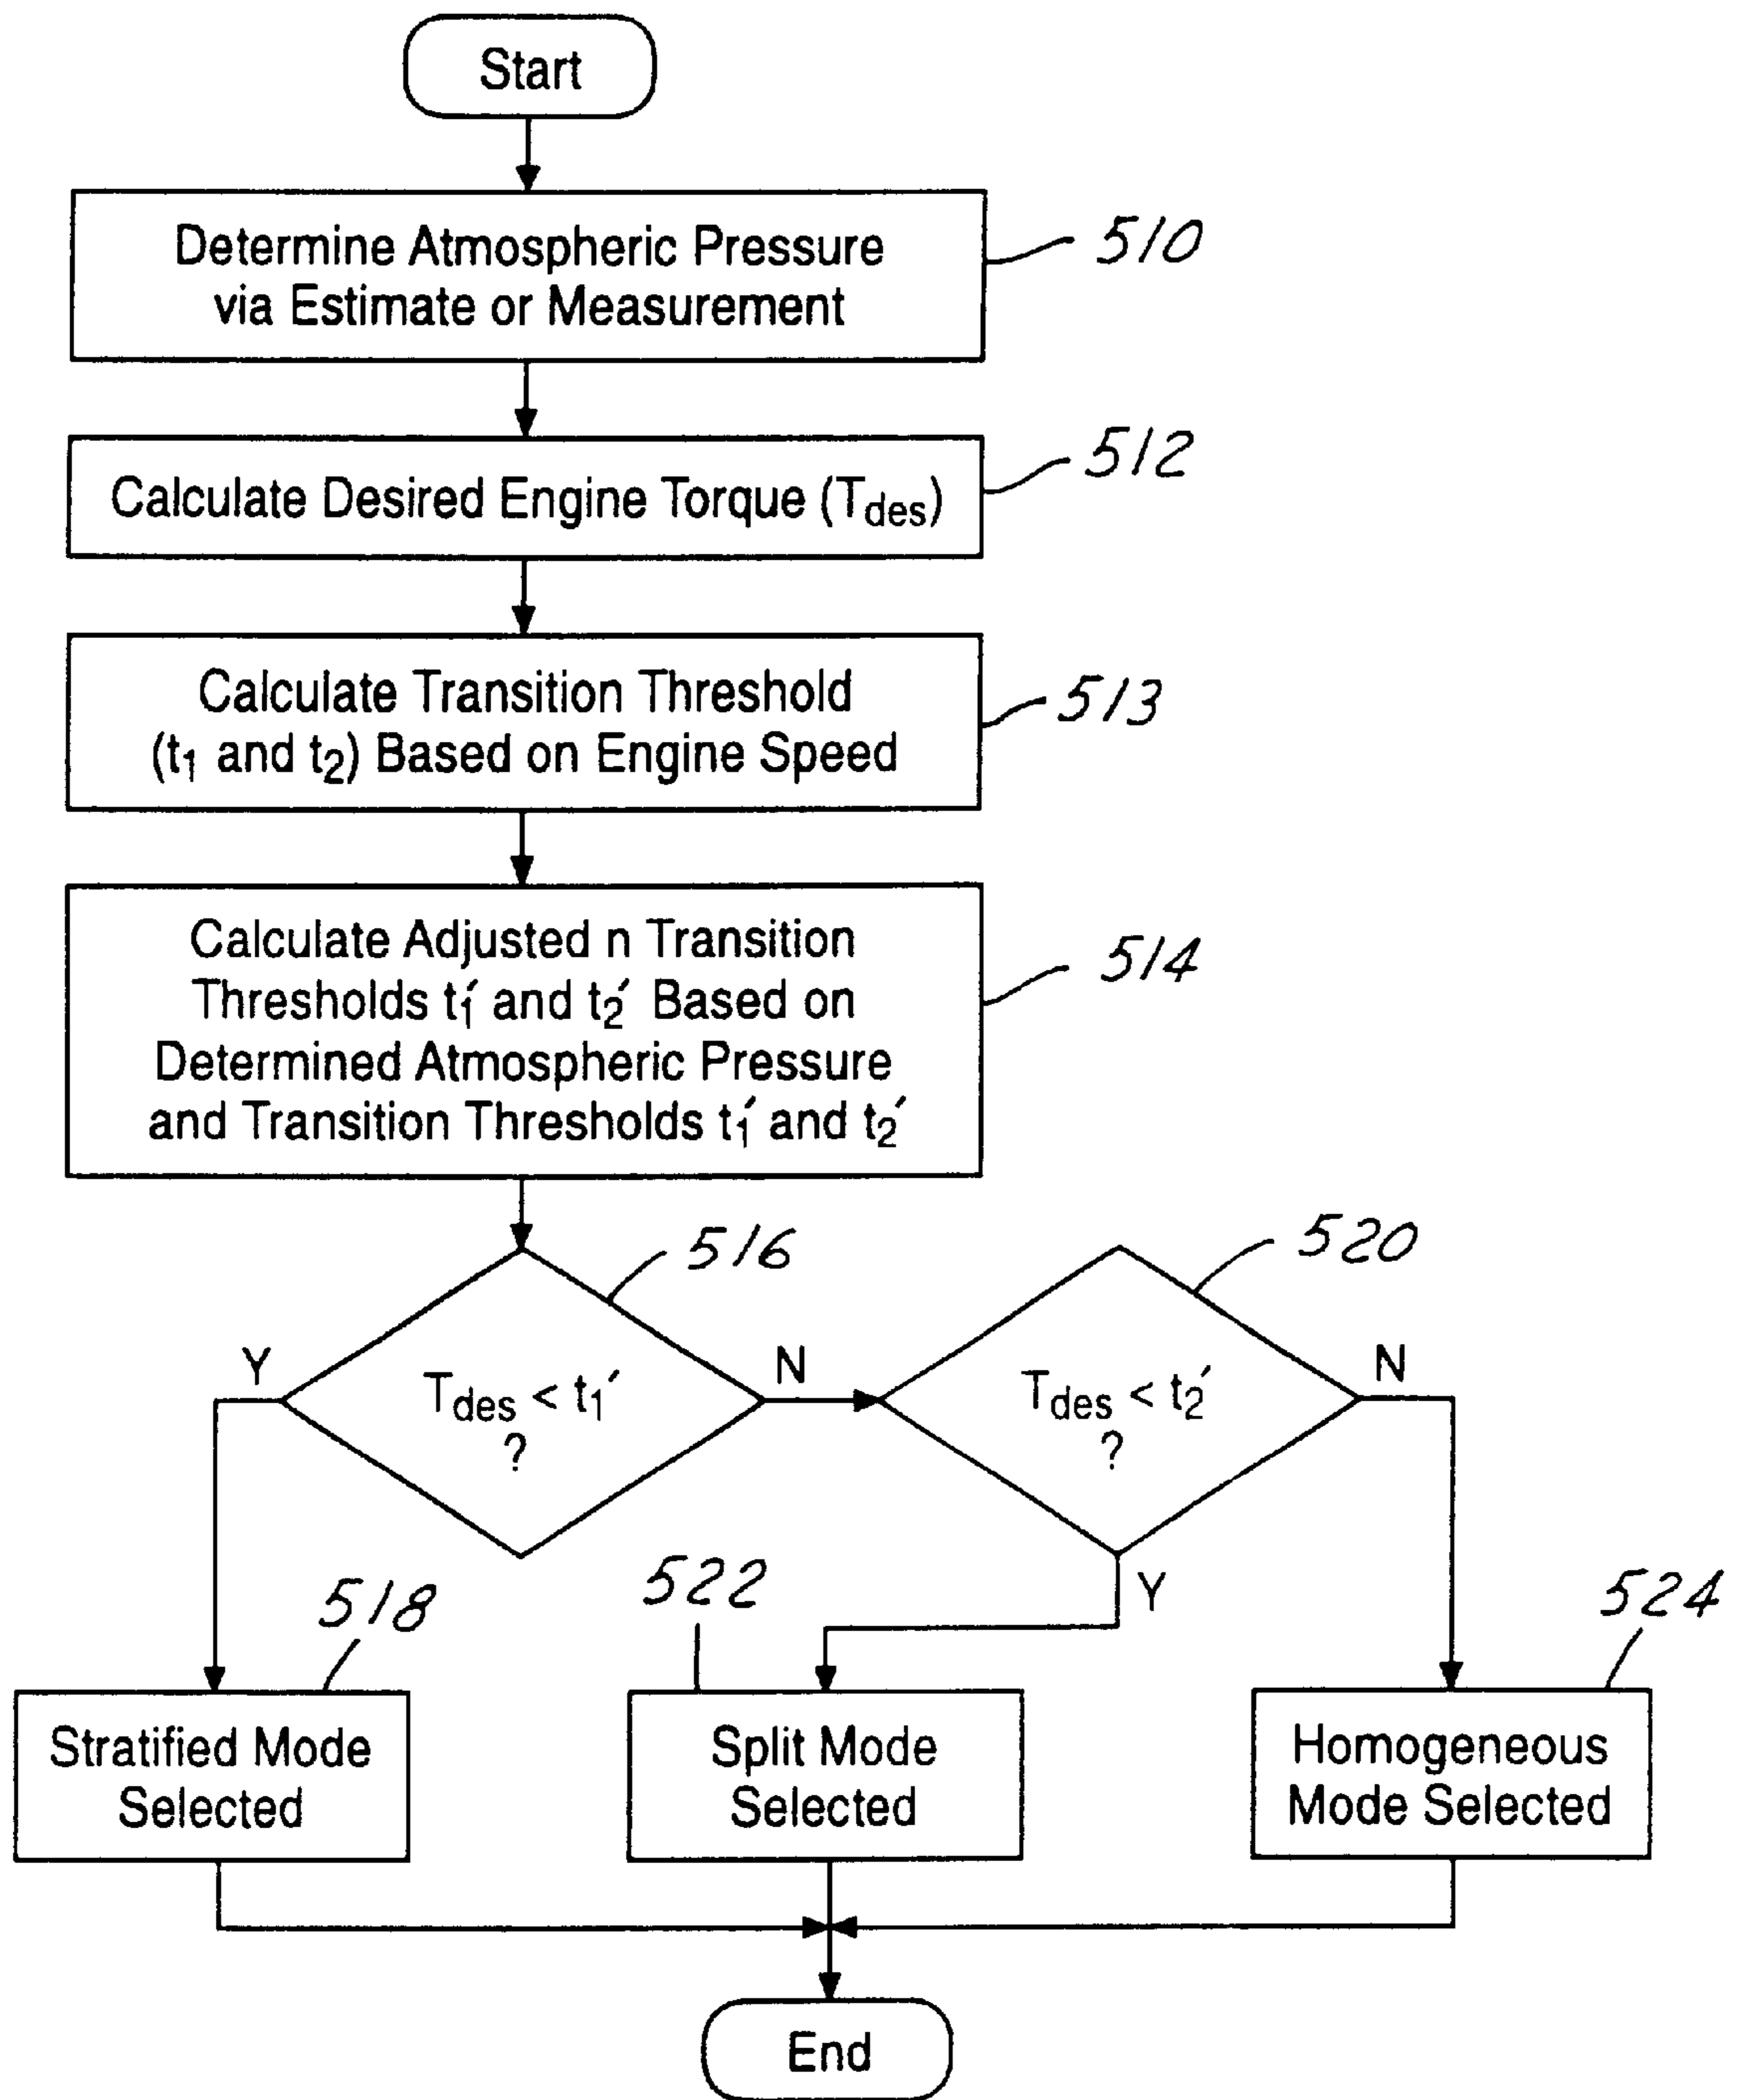 Start
Determine Atmospheric Pressure
via Estimate or Measurement
510
Calculate Desired Engine Torque (Tdes)
512
Calculate Transition Threshold
(t1 and t2) Based on Engine Speed
513
Calculate Adjusted n Transition
Thresholds t1′ and t2′ Based on
Determined Atmospheric Pressure
and Transition Thresholds t1′ and t2′
514
516
520
Y
Tdes < t1′
?
N
Tdes < t2′
?
N
Y
518
522
524
Stratified Mode
Selected
Split Mode
Selected
Homogeneous
Mode Selected
End